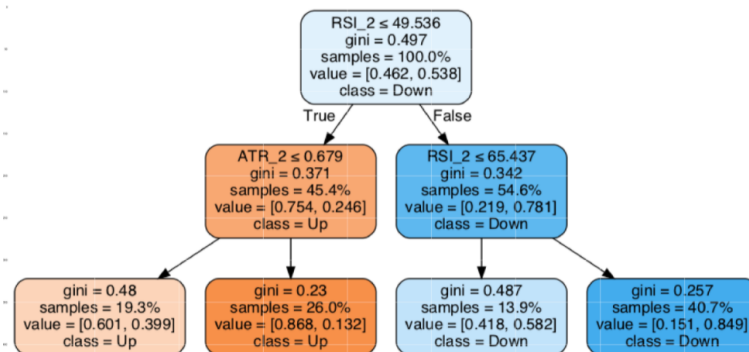 RSI_2 ≤ 49.536
gini = 0.497
samples = 100.0%
value = [0.462, 0.538]
class = Down
True
False
ATR_2 ≤ 0.679
gini = 0.371
samples = 45.4%
value = [0.754, 0.246]
class = Up
RSI_2 ≤ 65.437
gini = 0.342
samples = 54.6%
value = [0.219, 0.781]
class = Down
gini = 0.48
samples = 19.3%
value = [0.601, 0.399]
class = Up
gini = 0.23
samples = 26.0%
value = [0.868, 0.132]
class = Up
gini = 0.487
samples = 13.9%
value = [0.418, 0.582]
class = Down
gini = 0.257
samples = 40.7%
value = [0.151, 0.849]
class = Down